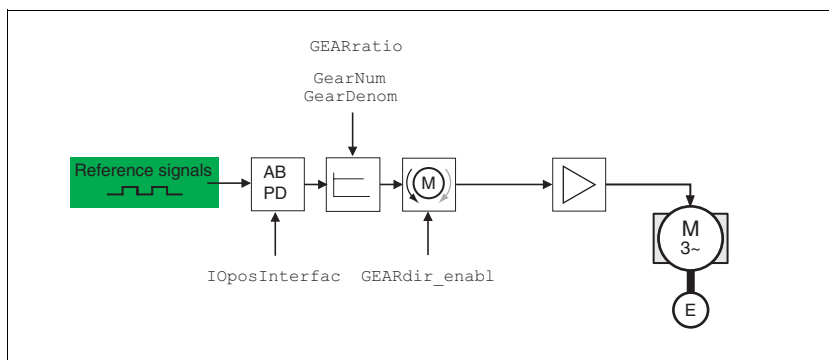 GEARratio
GearNum
GearDenom
Reference signals
AB
PD
M
M
3~
IOposInterfac
GEARdir_enabl
E